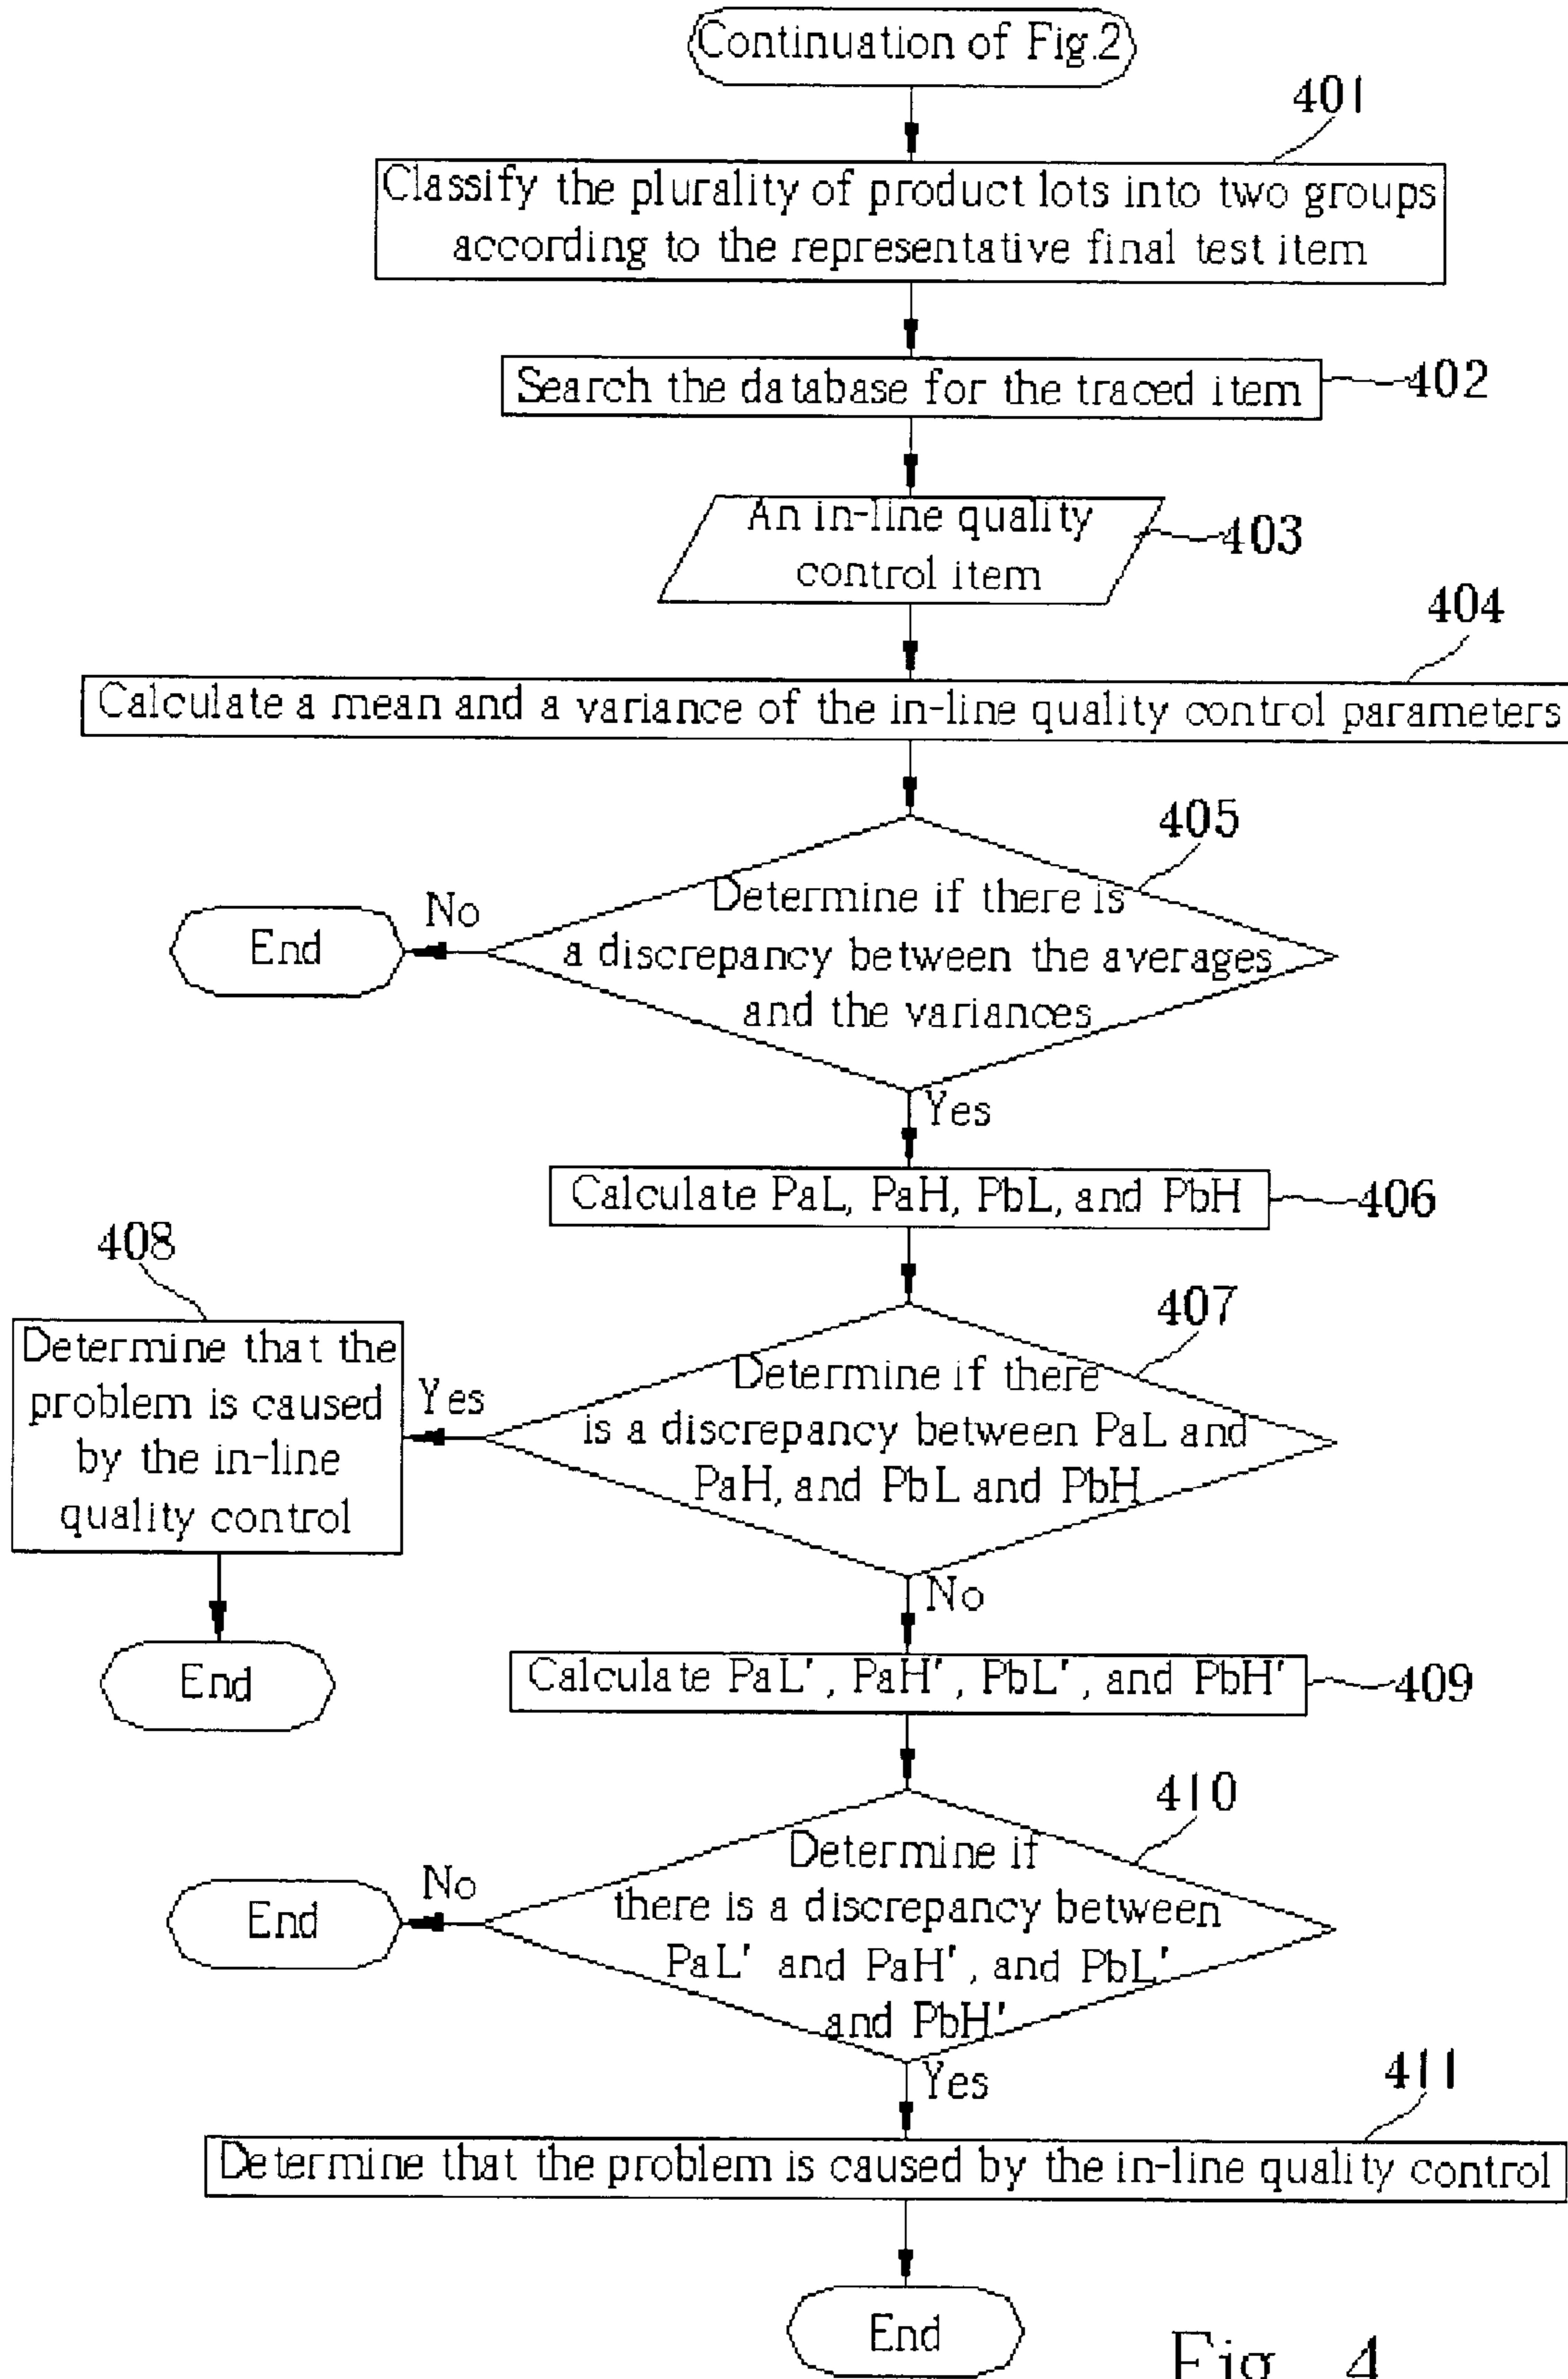 Continuation of Fig.2
401
Classify the plurality of product lots into two groups
according to the representative final test item
Search the database for the traced item
402
An in-line quality
control item
403
404
Calculate a mean and a variance of the in-line quality control parameters
405
Determine if there is
a discrepancy between the averages
and the variances
No
End
Yes
Calculate PaL, PaH, PbL, and PbH
406
408
407
Determine that the
problem is caused
by the in-line
quality control
Yes
Determine if there
is a discrepancy between PaL and
PaH, and PbL and PbH
End
No
Calculate PaL', PaH', PbL', and PbH'
409
410
Determine if
there is a discrepancy between
PaL' and PaH', and PbL'
and PbH'
No
End
Yes
411
Determine that the problem is caused by the in-line quality control
End
Fig. 4